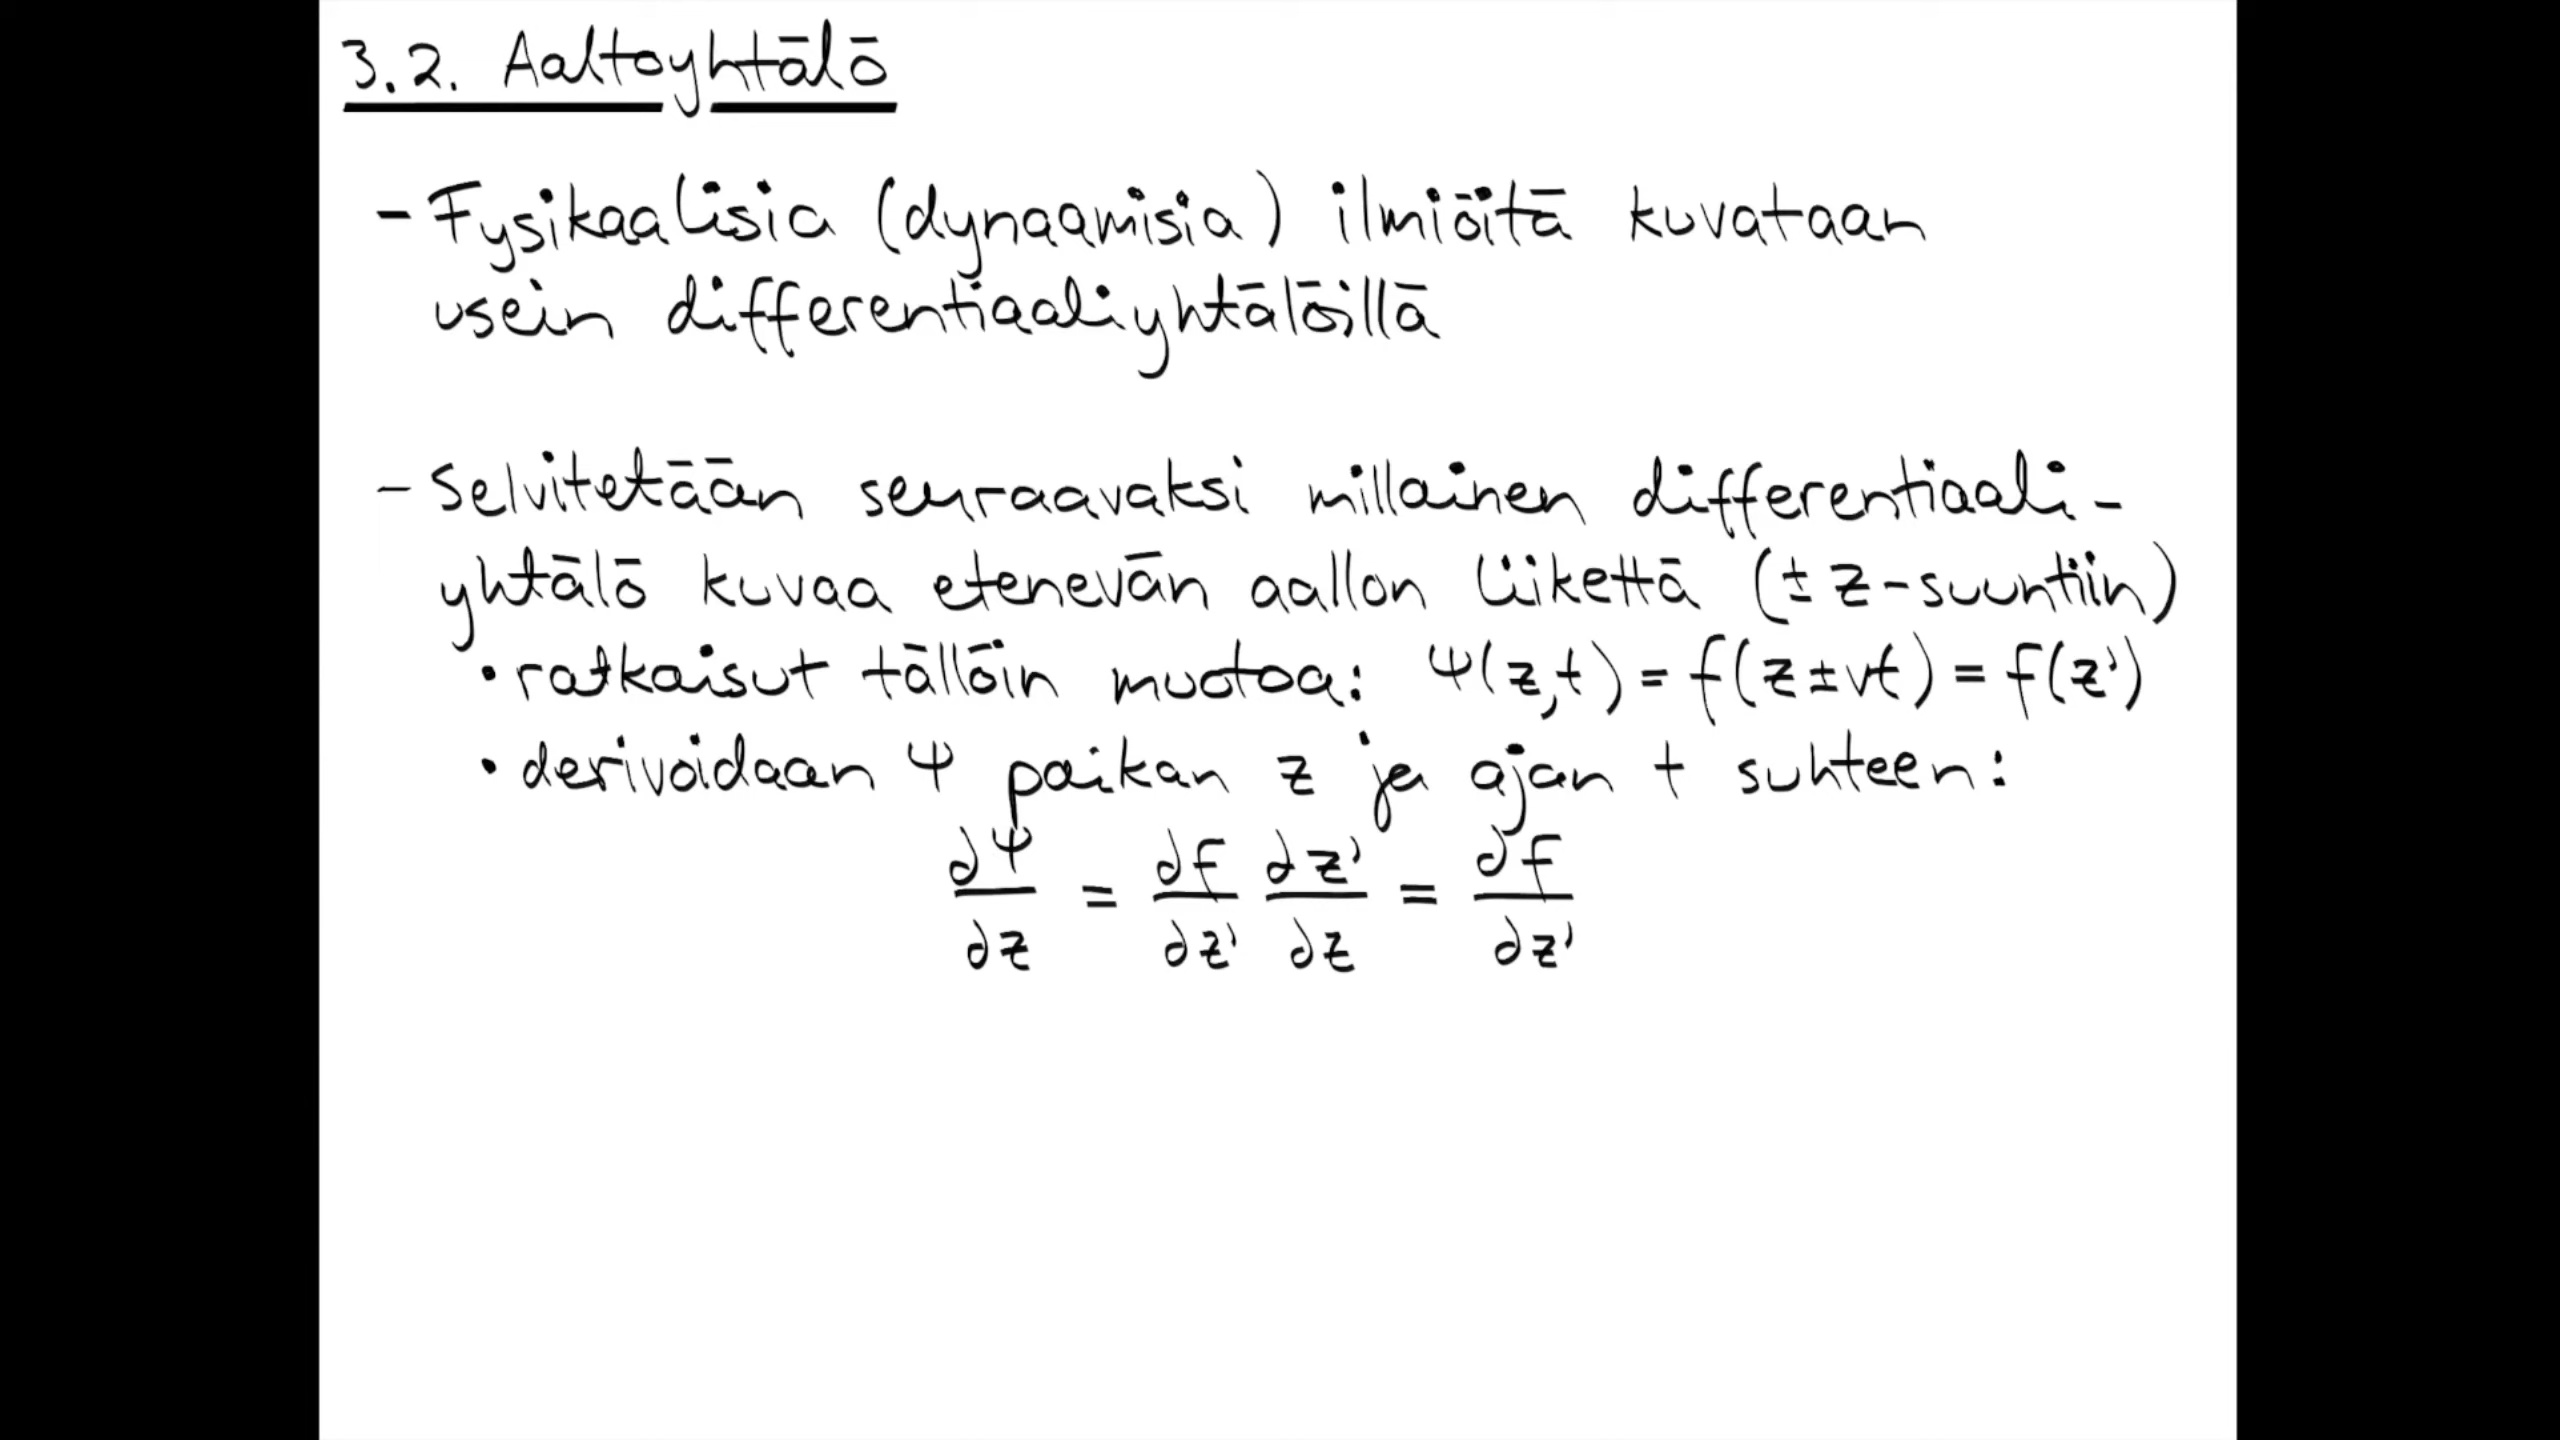 3.2. Aaltoyhtälö
- Fysikaalisia (dynaamisia) ilmiöitä kuvataan
usein differentiaaliyhtälöillä
- Selvitetään seuraavaksi millainen differentiaali-
yhtälö kuvaa etenevän aallon liikettä (± z-suuntiin)
• ratkaisut tällöin muotoa: Ψ(z,t) = f(z±vt) = f(z')
• derivoidaan Ψ paikan z ja ajan t suhteen:
∂Ψ/∂z = ∂f/∂z' ∂z'/∂z = ∂f/∂z'